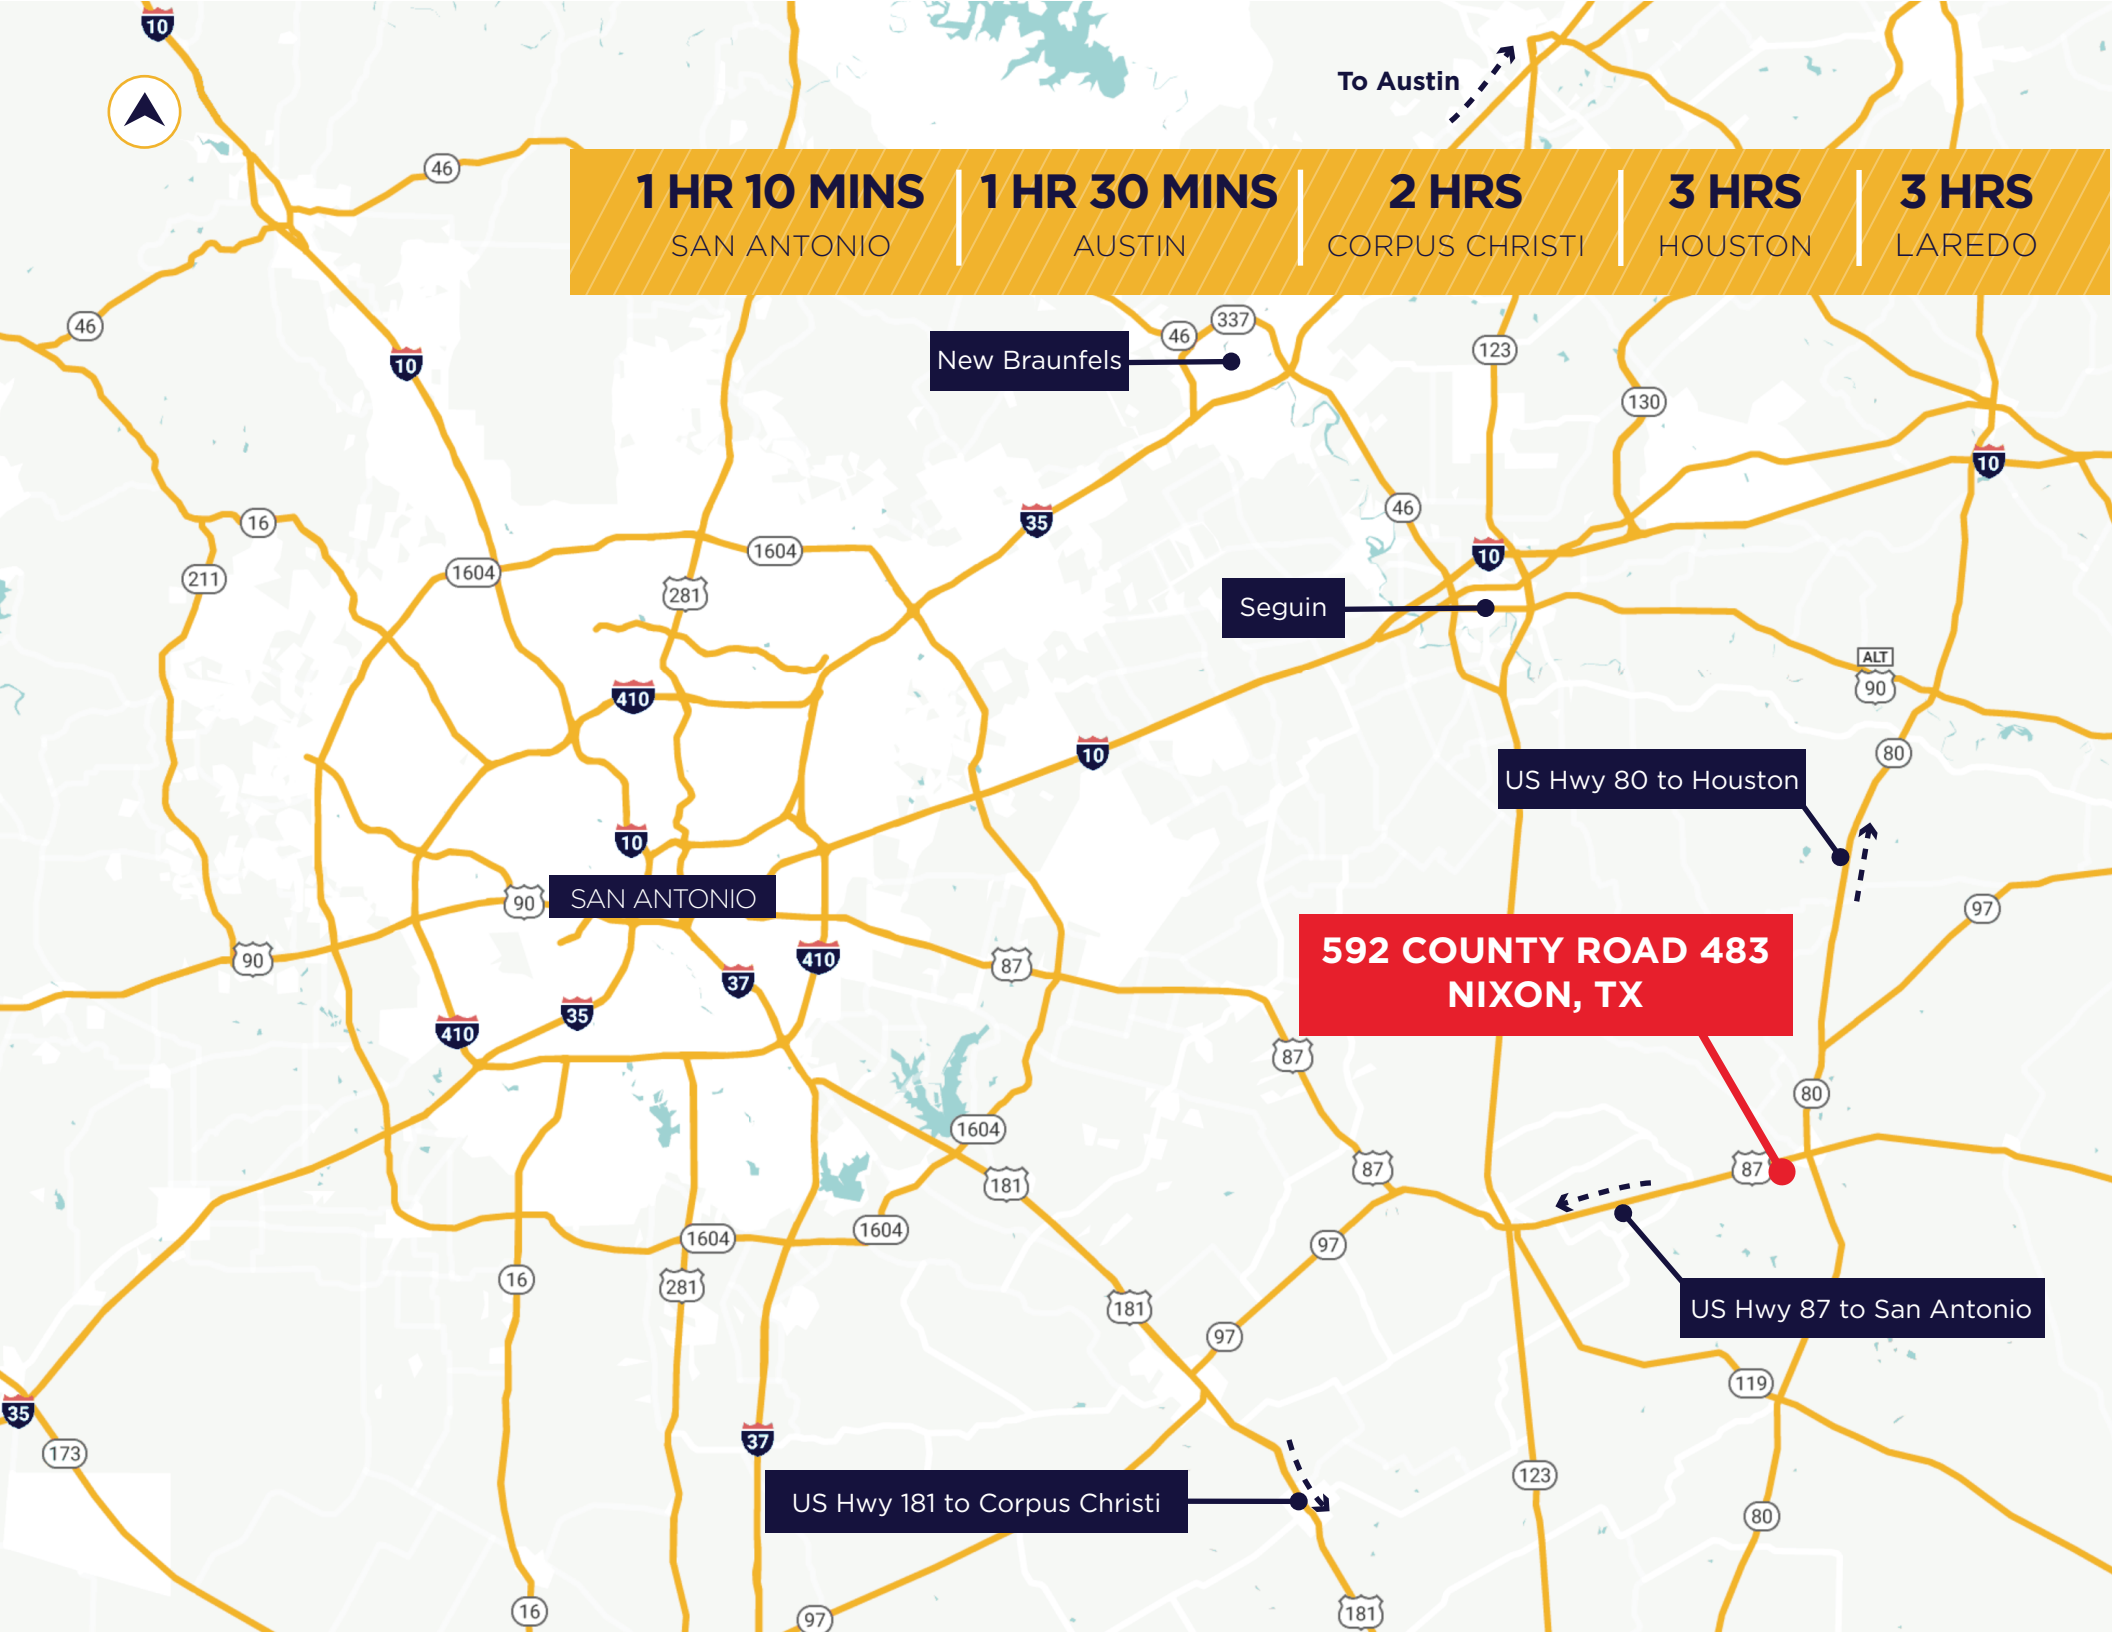 10
To Austin
46
1 HR 10 MINS
SAN ANTONIO
1 HR 30 MINS
AUSTIN
2 HRS
CORPUS CHRISTI
3 HRS
HOUSTON
3 HRS
LAREDO
46
337
46
123
New Braunfels
10
130
10
46
35
16
1604
10
1604
211
281
Seguin
ALT
90
410
10
80
US Hwy 80 to Houston
10
90
SAN ANTONIO
97
592 COUNTY ROAD 483
NIXON, TX
90
410
87
37
35
410
87
80
1604
87
87
181
1604
1604
97
US Hwy 87 to San Antonio
16
281
181
97
119
35
37
173
123
US Hwy 181 to Corpus Christi
80
16
97
181